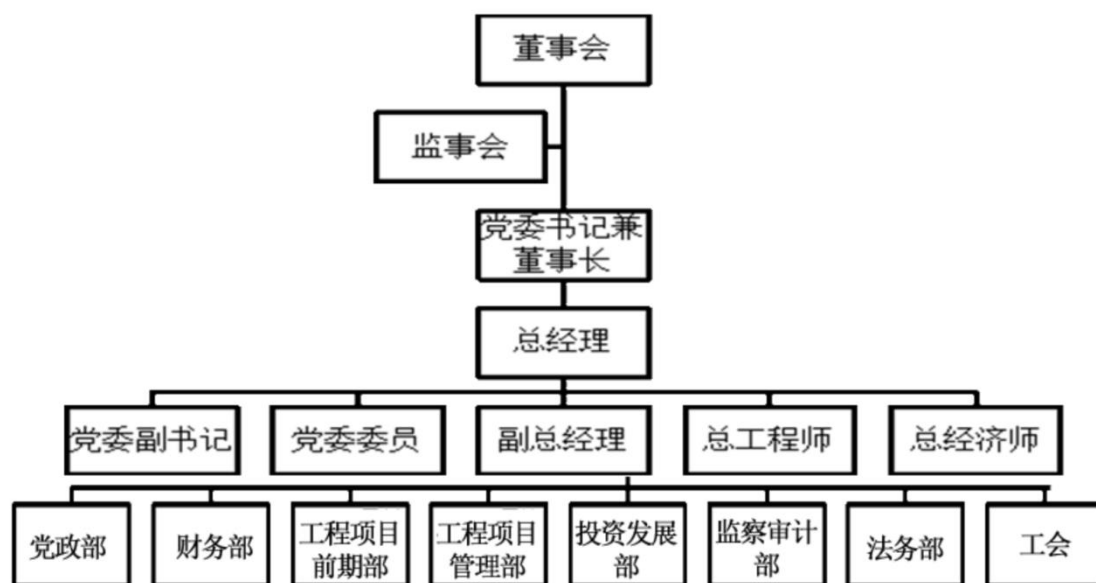 董事会
监事会
党委书记兼
董事长
总经理
党委副书记
党委委员
副总经理
总工程师
总经济师
党政部
财务部
工程项目
前期部
工程项目
管理部
投资发展
部
监察审计
部
法务部
工会